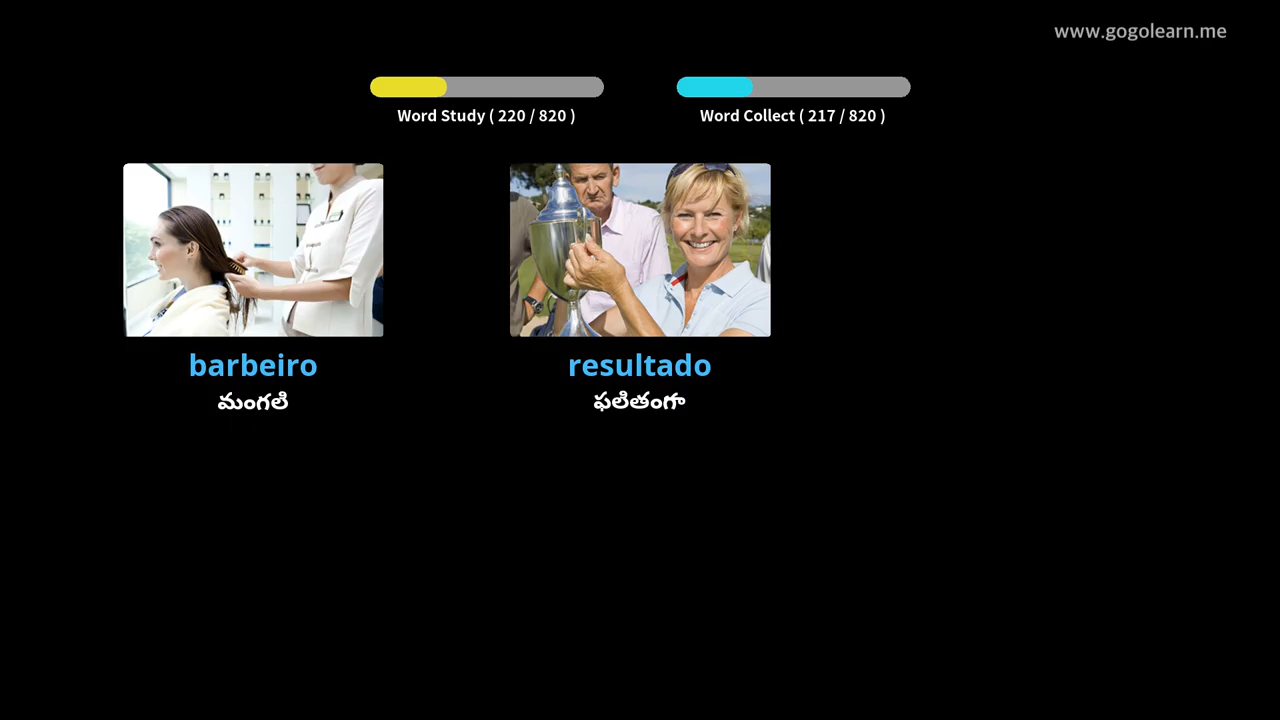 www.gogolearn.me
Word Study ( 220 / 820 )
Word Collect ( 217 / 820 )
barbeiro
మంగలి
resultado
ఫలితంగా